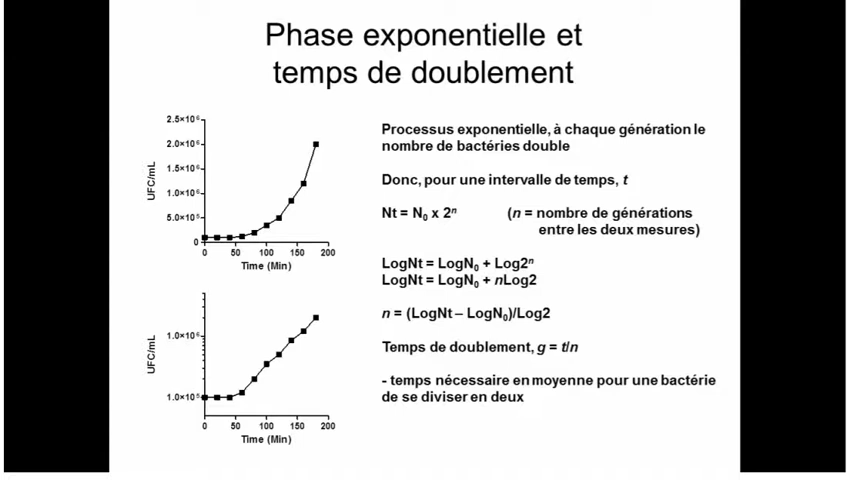 Phase exponentielle et
temps de doublement
2.5×10⁶
2.0×10⁶
1.5×10⁶
1.0×10⁶
5.0×10⁵
0
UFC/mL
0 50 100 150 200
Time (Min)
1.0×10⁶
1.0×10⁵
UFC/mL
0 50 100 150 200
Time (Min)
Processus exponentielle, à chaque génération le
nombre de bactéries double
Donc, pour une intervalle de temps, t
Nt = N₀ x 2ⁿ (n = nombre de générations
entre les deux mesures)
LogNt = LogN₀ + Log2ⁿ
LogNt = LogN₀ + nLog2
n = (LogNt – LogN₀)/Log2
Temps de doublement, g = t/n
- temps nécessaire en moyenne pour une bactérie
de se diviser en deux